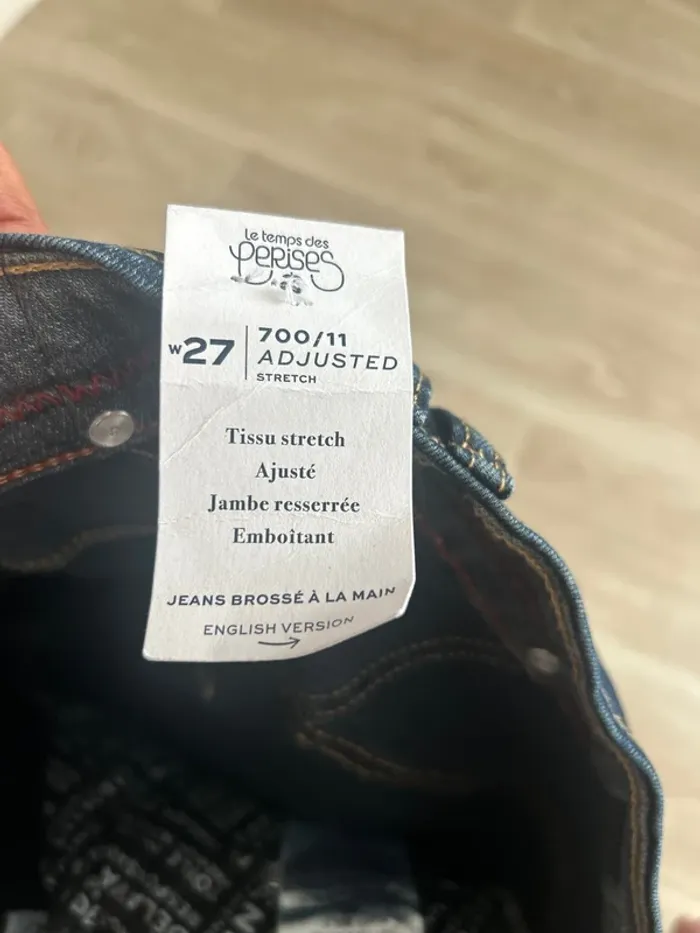 Le temps des
Cerises
W27
700/11
ADJUSTED
STRETCH
Tissu stretch
Ajusté
Jambe resserrée
Emboîtant
JEANS BROSSÉ À LA MAIN
ENGLISH VERSION